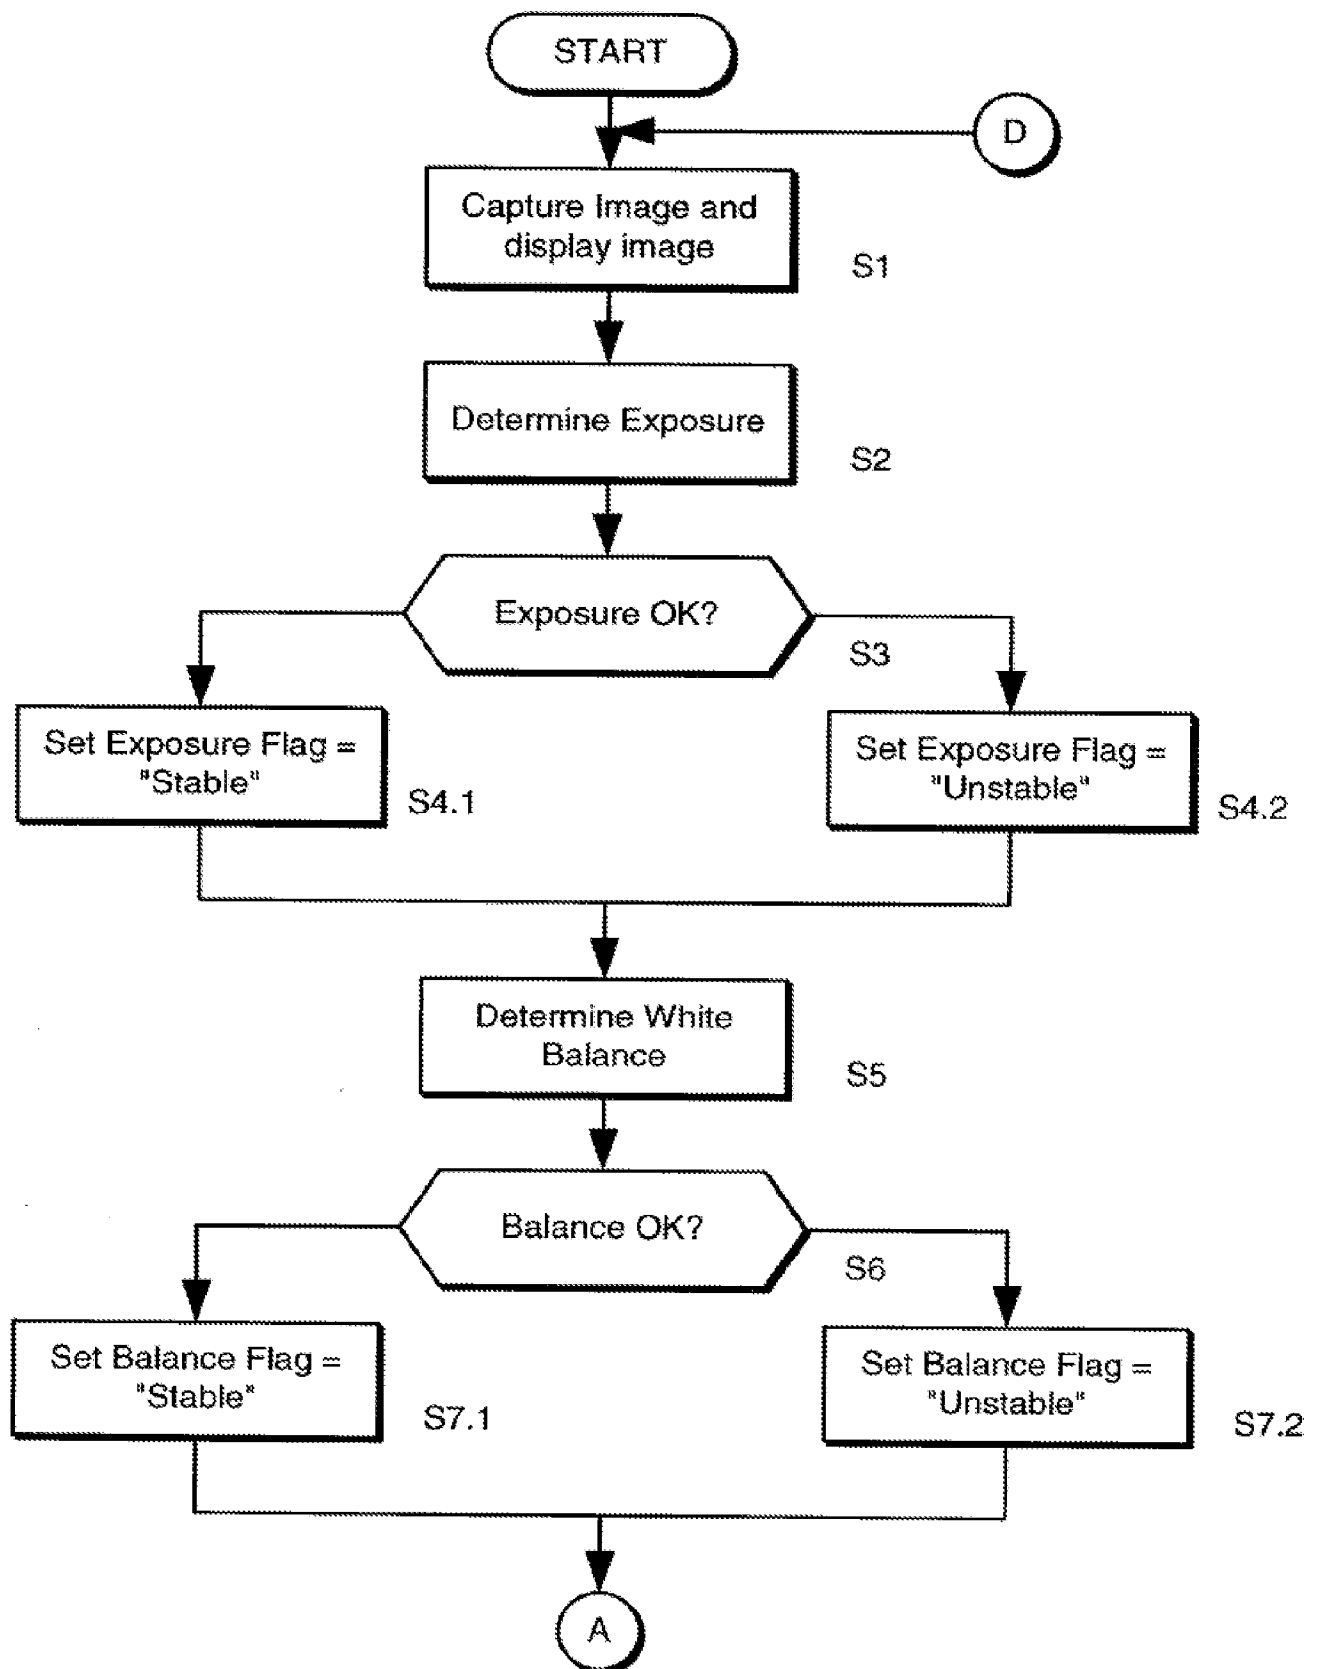 START
D
Capture Image and
display image
S1
Determine Exposure
S2
Exposure OK?
S3
Set Exposure Flag =
"Stable"
S4.1
Set Exposure Flag =
"Unstable"
S4.2
Determine White
Balance
S5
Balance OK?
S6
Set Balance Flag =
"Stable"
S7.1
Set Balance Flag =
"Unstable"
S7.2
A